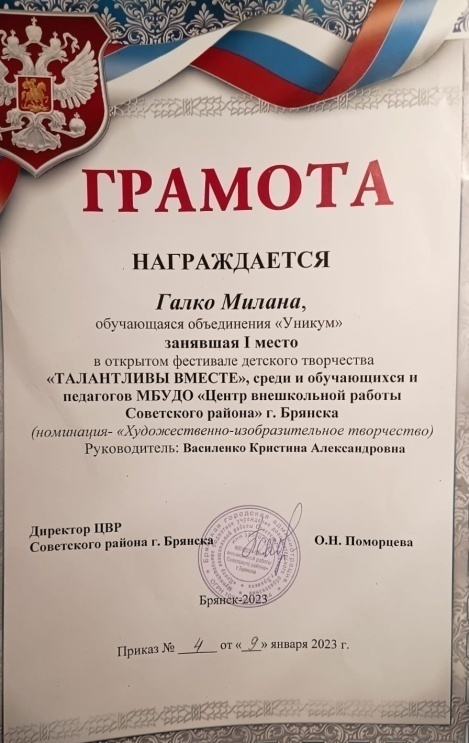 ГРАМОТА
НАГРАЖДАЕТСЯ
Галко Милана,
обучающаяся объединения «Уникум»
занявшая I место
в открытом фестивале детского творчества
«ТАЛАНТЛИВЫ ВМЕСТЕ», среди и обучающихся и
педагогов МБУДО «Центр внешкольной работы
Советского района» г. Брянска
(номинация- «Художественно-изобразительное творчество)
Руководитель: Василенко Кристина Александровна
Директор ЦВР
Советского района г. Брянска
О.Н. Поморцева
Брянск-2023
Приказ № 4 от « 9 » января 2023 г.